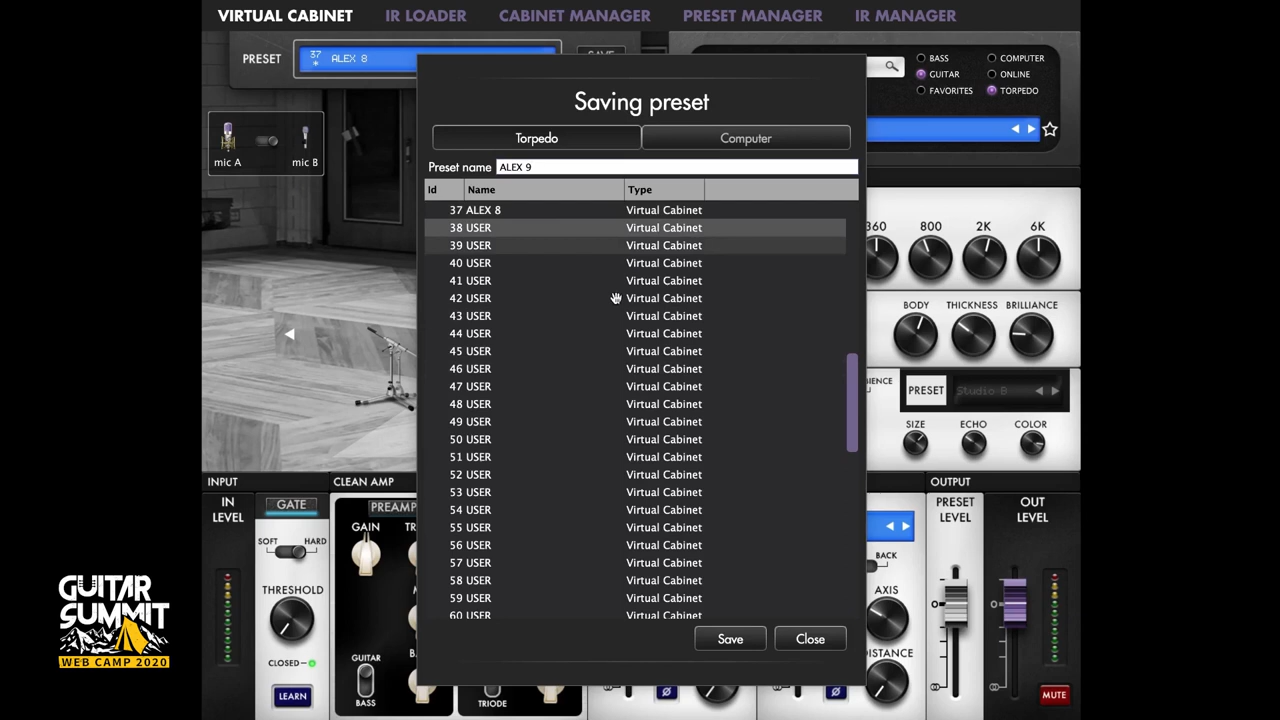 VIRTUAL CABINET
IR LOADER
CABINET MANAGER
PRESET MANAGER
IR MANAGER
PRESET
37
*
ALEX 8
BASS
COMPUTER
GUITAR
ONLINE
FAVORITES
TORPEDO
mic A
mic B
Saving preset
Torpedo
Computer
Preset name ALEX 9
Id Name Type
37 ALEX 8 Virtual Cabinet
38 USER Virtual Cabinet
39 USER Virtual Cabinet
40 USER Virtual Cabinet
41 USER Virtual Cabinet
42 USER Virtual Cabinet
43 USER Virtual Cabinet
44 USER Virtual Cabinet
45 USER Virtual Cabinet
46 USER Virtual Cabinet
47 USER Virtual Cabinet
48 USER Virtual Cabinet
49 USER Virtual Cabinet
50 USER Virtual Cabinet
51 USER Virtual Cabinet
52 USER Virtual Cabinet
53 USER Virtual Cabinet
54 USER Virtual Cabinet
55 USER Virtual Cabinet
56 USER Virtual Cabinet
57 USER Virtual Cabinet
58 USER Virtual Cabinet
59 USER Virtual Cabinet
60 USER Virtual Cabinet
Save
Close
360 800 2K 6K
BODY THICKNESS BRILLIANCE
PRESET
Studio B
SIZE ECHO COLOR
INPUT
IN
LEVEL
GATE
SOFT HARD
THRESHOLD
CLOSED
LEARN
CLEAN AMP
PREAMP
GAIN
GUITAR
BASS
TRIODE
BACK
AXIS
DISTANCE
OUTPUT
PRESET
LEVEL
OUT
LEVEL
0
0
MUTE
GUITAR
SUMMIT
WEB CAMP 2020